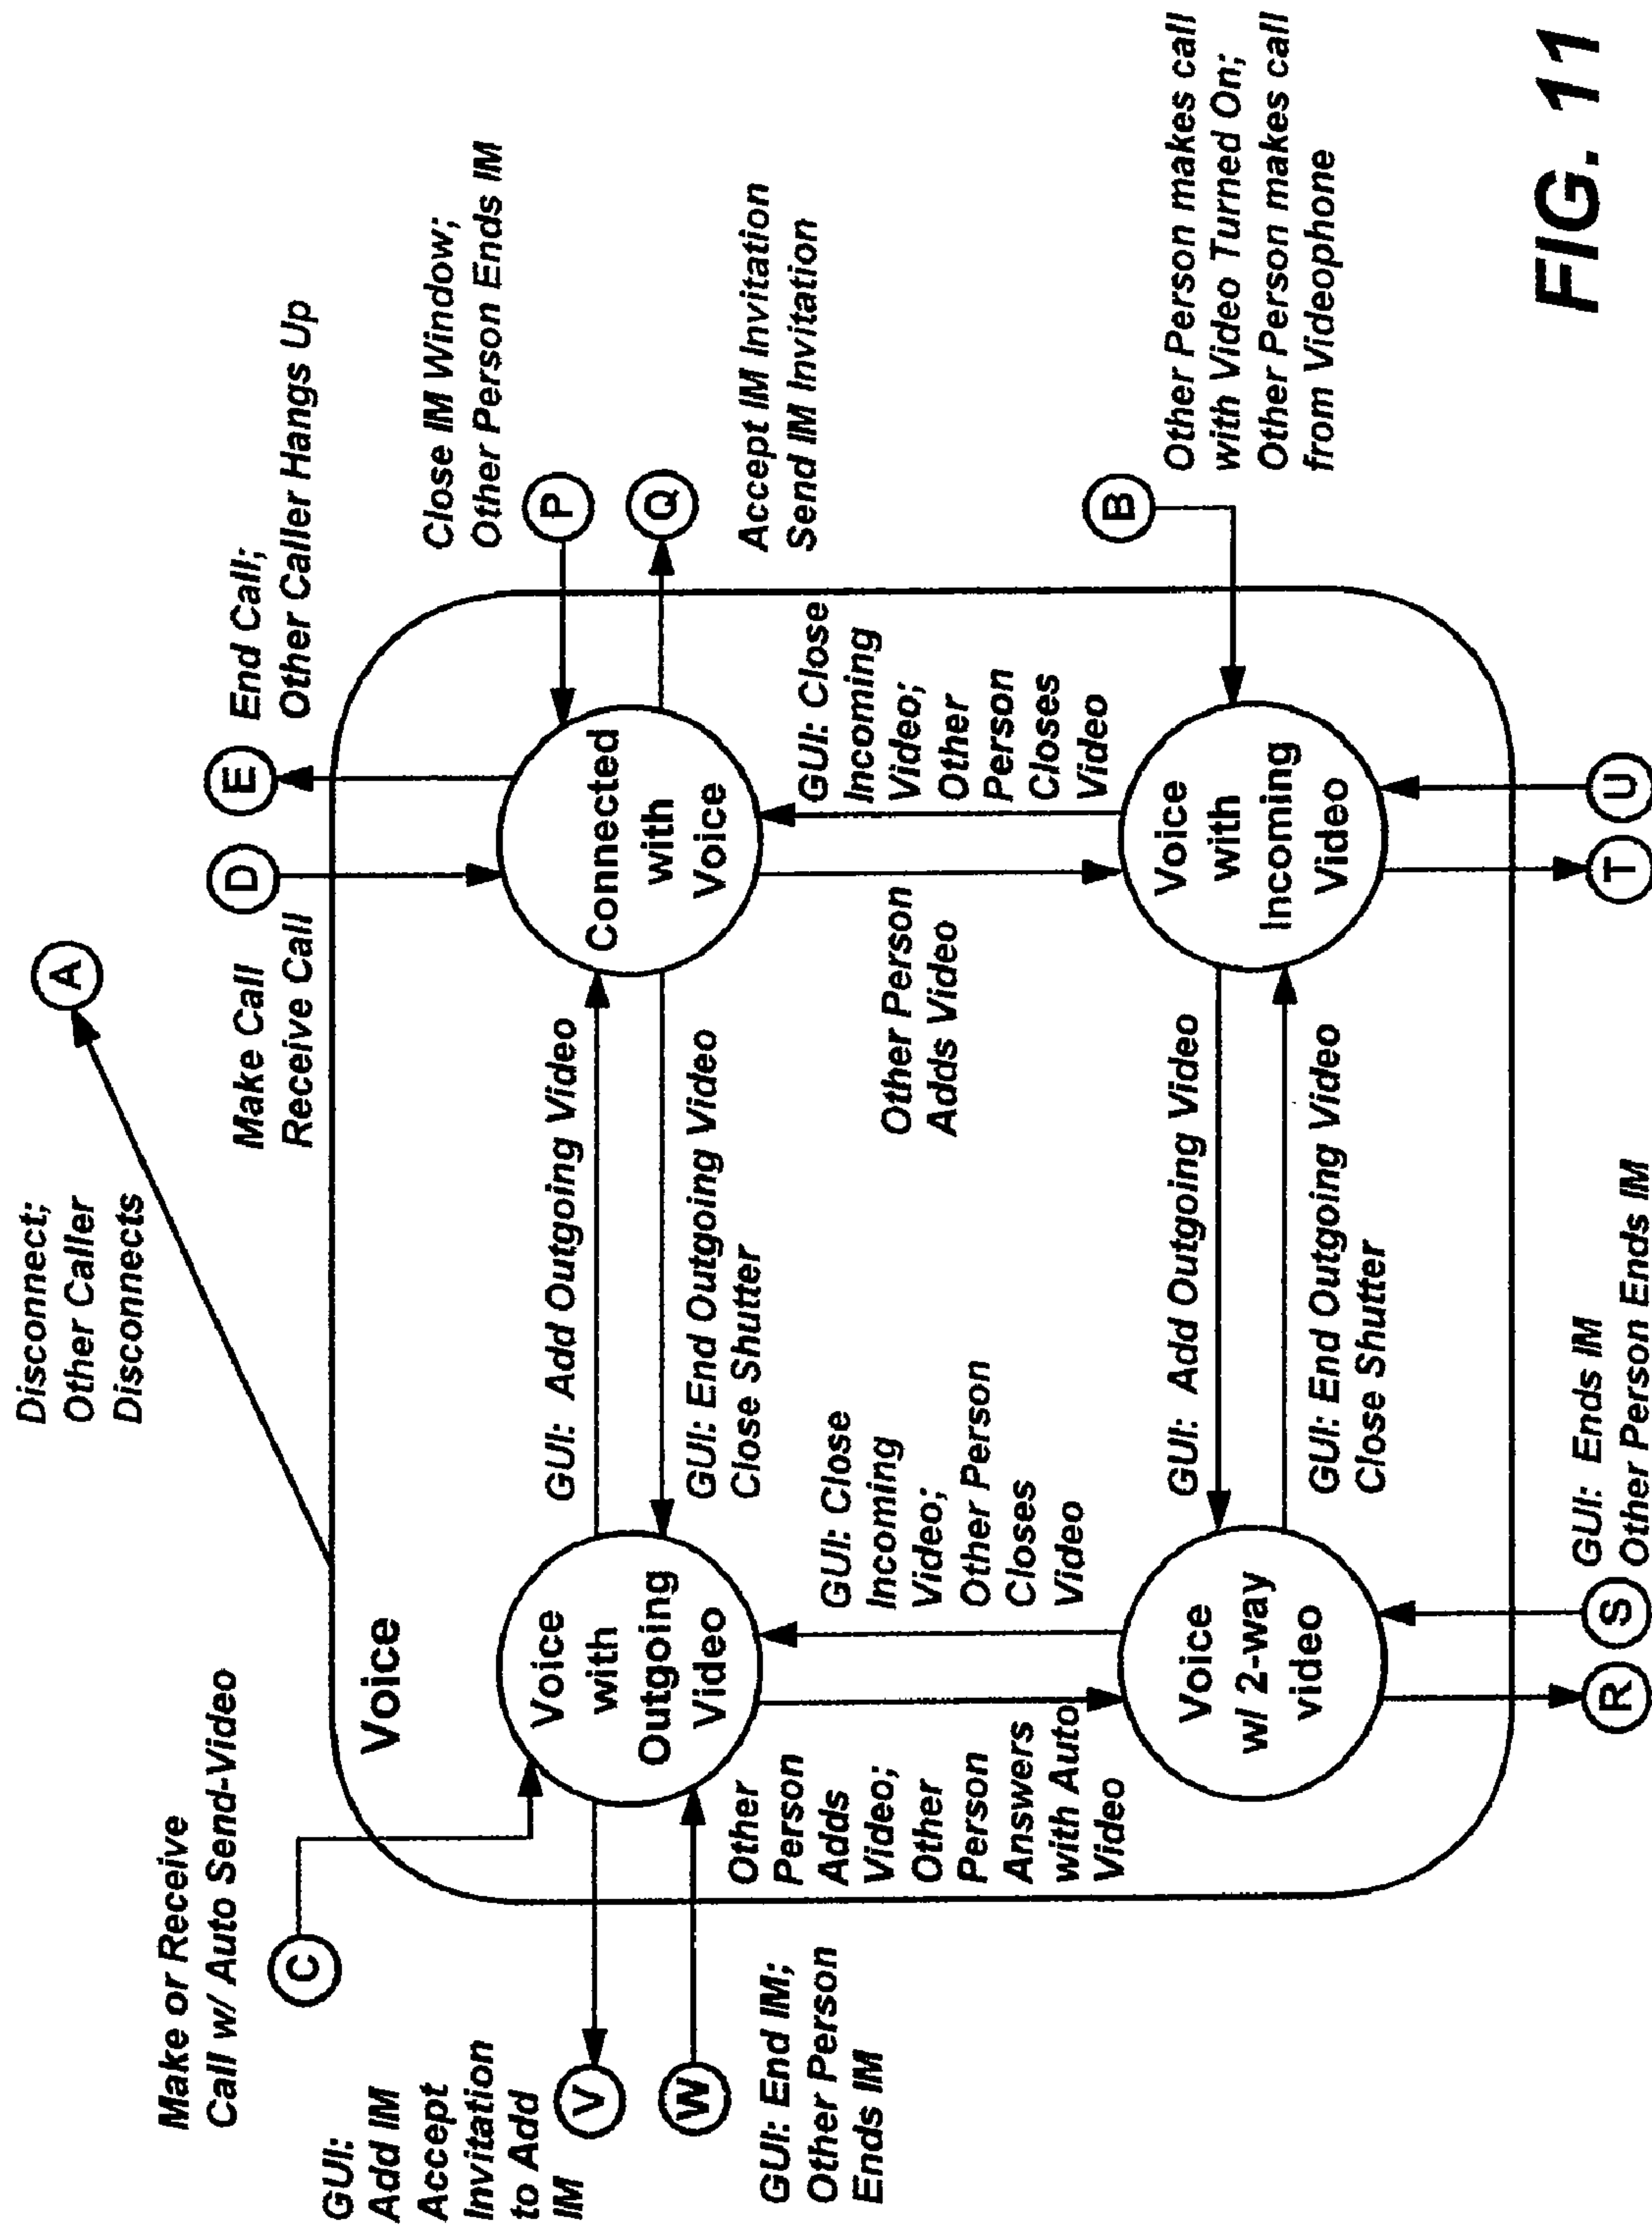 Disconnect;
Other Caller
Disconnects
A
Make or Receive
Call w/ Auto Send-Video
C
Make Call
Receive Call
D
E
End Call;
Other Caller Hangs Up
Voice
GUI:
Add IM
Accept
Invitation
to Add
IM
V
W
GUI: End IM;
Other Person
Ends IM
Voice
with
Outgoing
Video
GUI: Add Outgoing Video
GUI: End Outgoing Video
Close Shutter
Connected
with
Voice
Close IM Window;
Other Person Ends IM
P
Q
Accept IM Invitation
Send IM Invitation
Other
Person
Adds
Video;
Other
Person
Answers
with Auto
Video
GUI: Close
Incoming
Video;
Other Person
Closes
Video
Other Person
Adds Video
GUI: Close
Incoming
Video;
Other
Person
Closes
Video
B
Other Person makes call
with Video Turned On;
Other Person makes call
from Videophone
Voice
w/ 2-way
video
GUI: Add Outgoing Video
GUI: End Outgoing Video
Close Shutter
Voice
with
Incoming
Video
R
S
GUI: Ends IM
Other Person Ends IM
T
U
FIG. 11